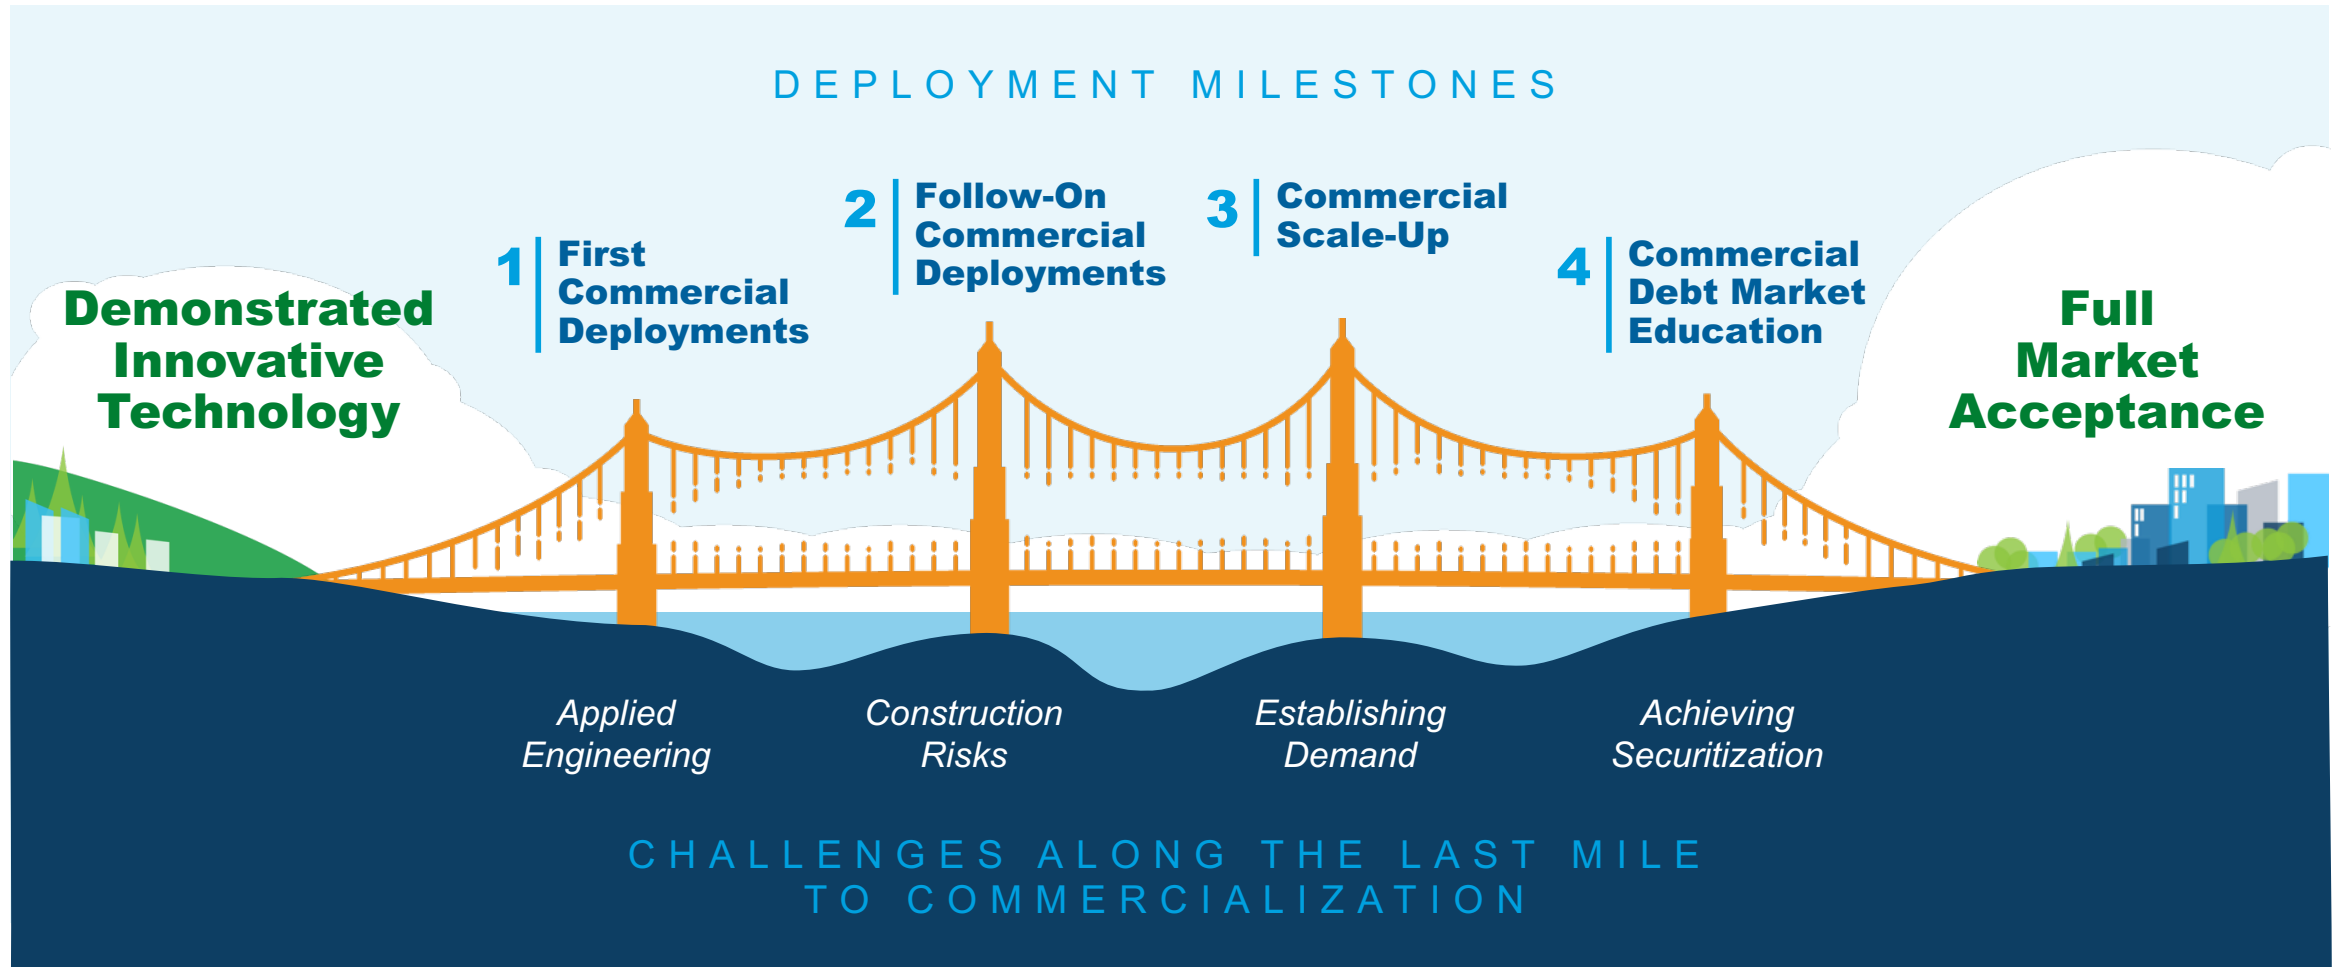 DEPLOYMENT MILESTONES
Demonstrated
Innovative
Technology
1
First
Commercial
Deployments
2
Follow-On
Commercial
Deployments
3
Commercial
Scale-Up
4
Commercial
Debt Market
Education
Full
Market
Acceptance
Applied
Engineering
Construction
Risks
Establishing
Demand
Achieving
Securitization
CHALLENGES ALONG THE LAST MILE
TO COMMERCIALIZATION